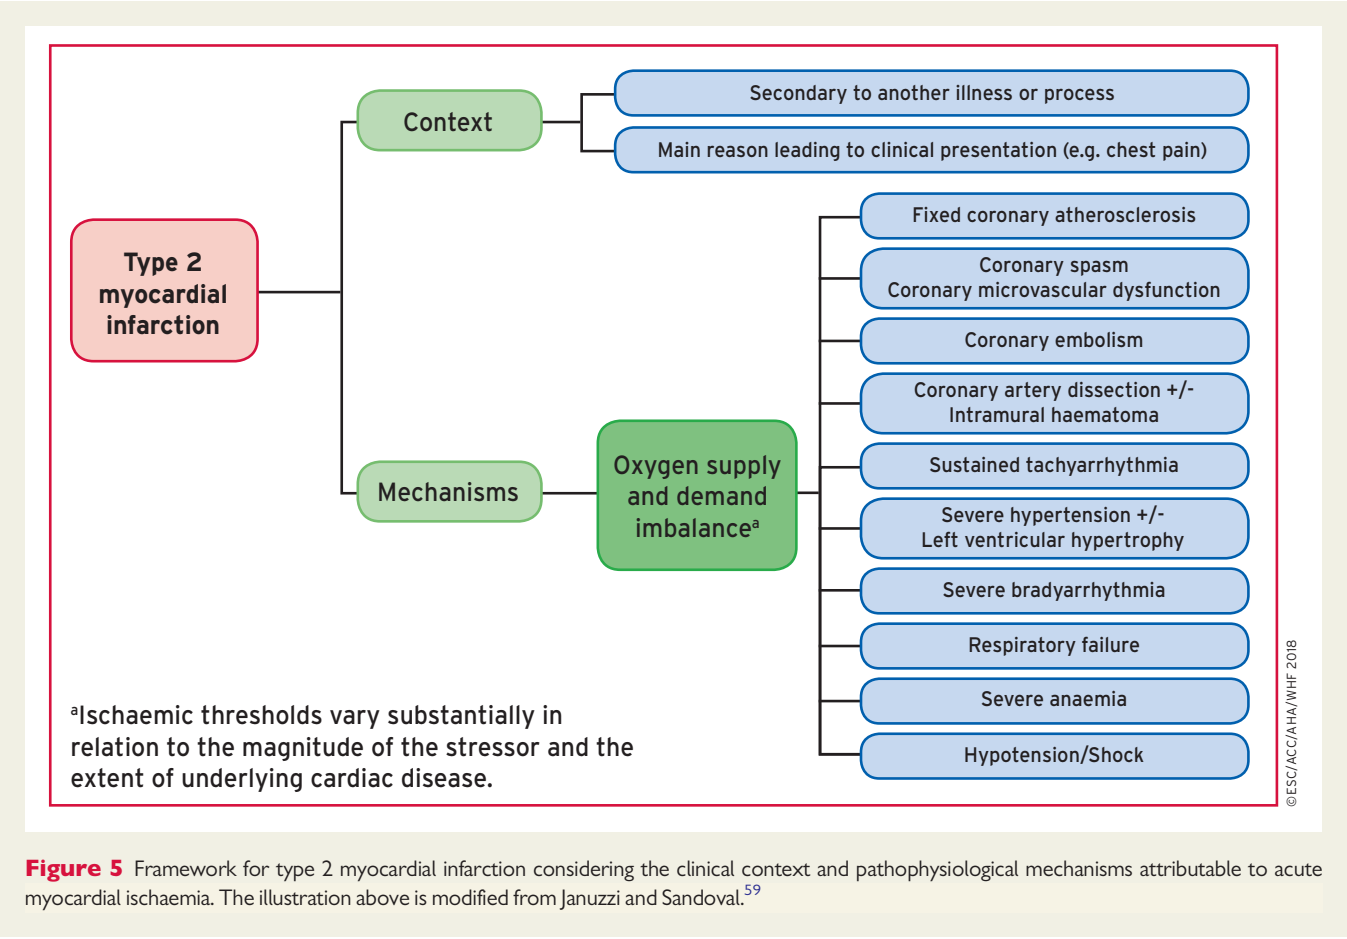 Context
Secondary to another illness or process
Main reason leading to clinical presentation (e.g. chest pain)
Type 2
myocardial
infarction
Mechanisms
Oxygen supply
and demand
imbalanceᵃ
Fixed coronary atherosclerosis
Coronary spasm
Coronary microvascular dysfunction
Coronary embolism
Coronary artery dissection +/-
Intramural haematoma
Sustained tachyarrhythmia
Severe hypertension +/-
Left ventricular hypertrophy
Severe bradyarrhythmia
Respiratory failure
Severe anaemia
Hypotension/Shock
ᵃIschaemic thresholds vary substantially in
relation to the magnitude of the stressor and the
extent of underlying cardiac disease.
©ESC/ACC/AHA/WHF 2018
Figure 5 Framework for type 2 myocardial infarction considering the clinical context and pathophysiological mechanisms attributable to acute
myocardial ischaemia. The illustration above is modified from Januzzi and Sandoval.⁵⁹